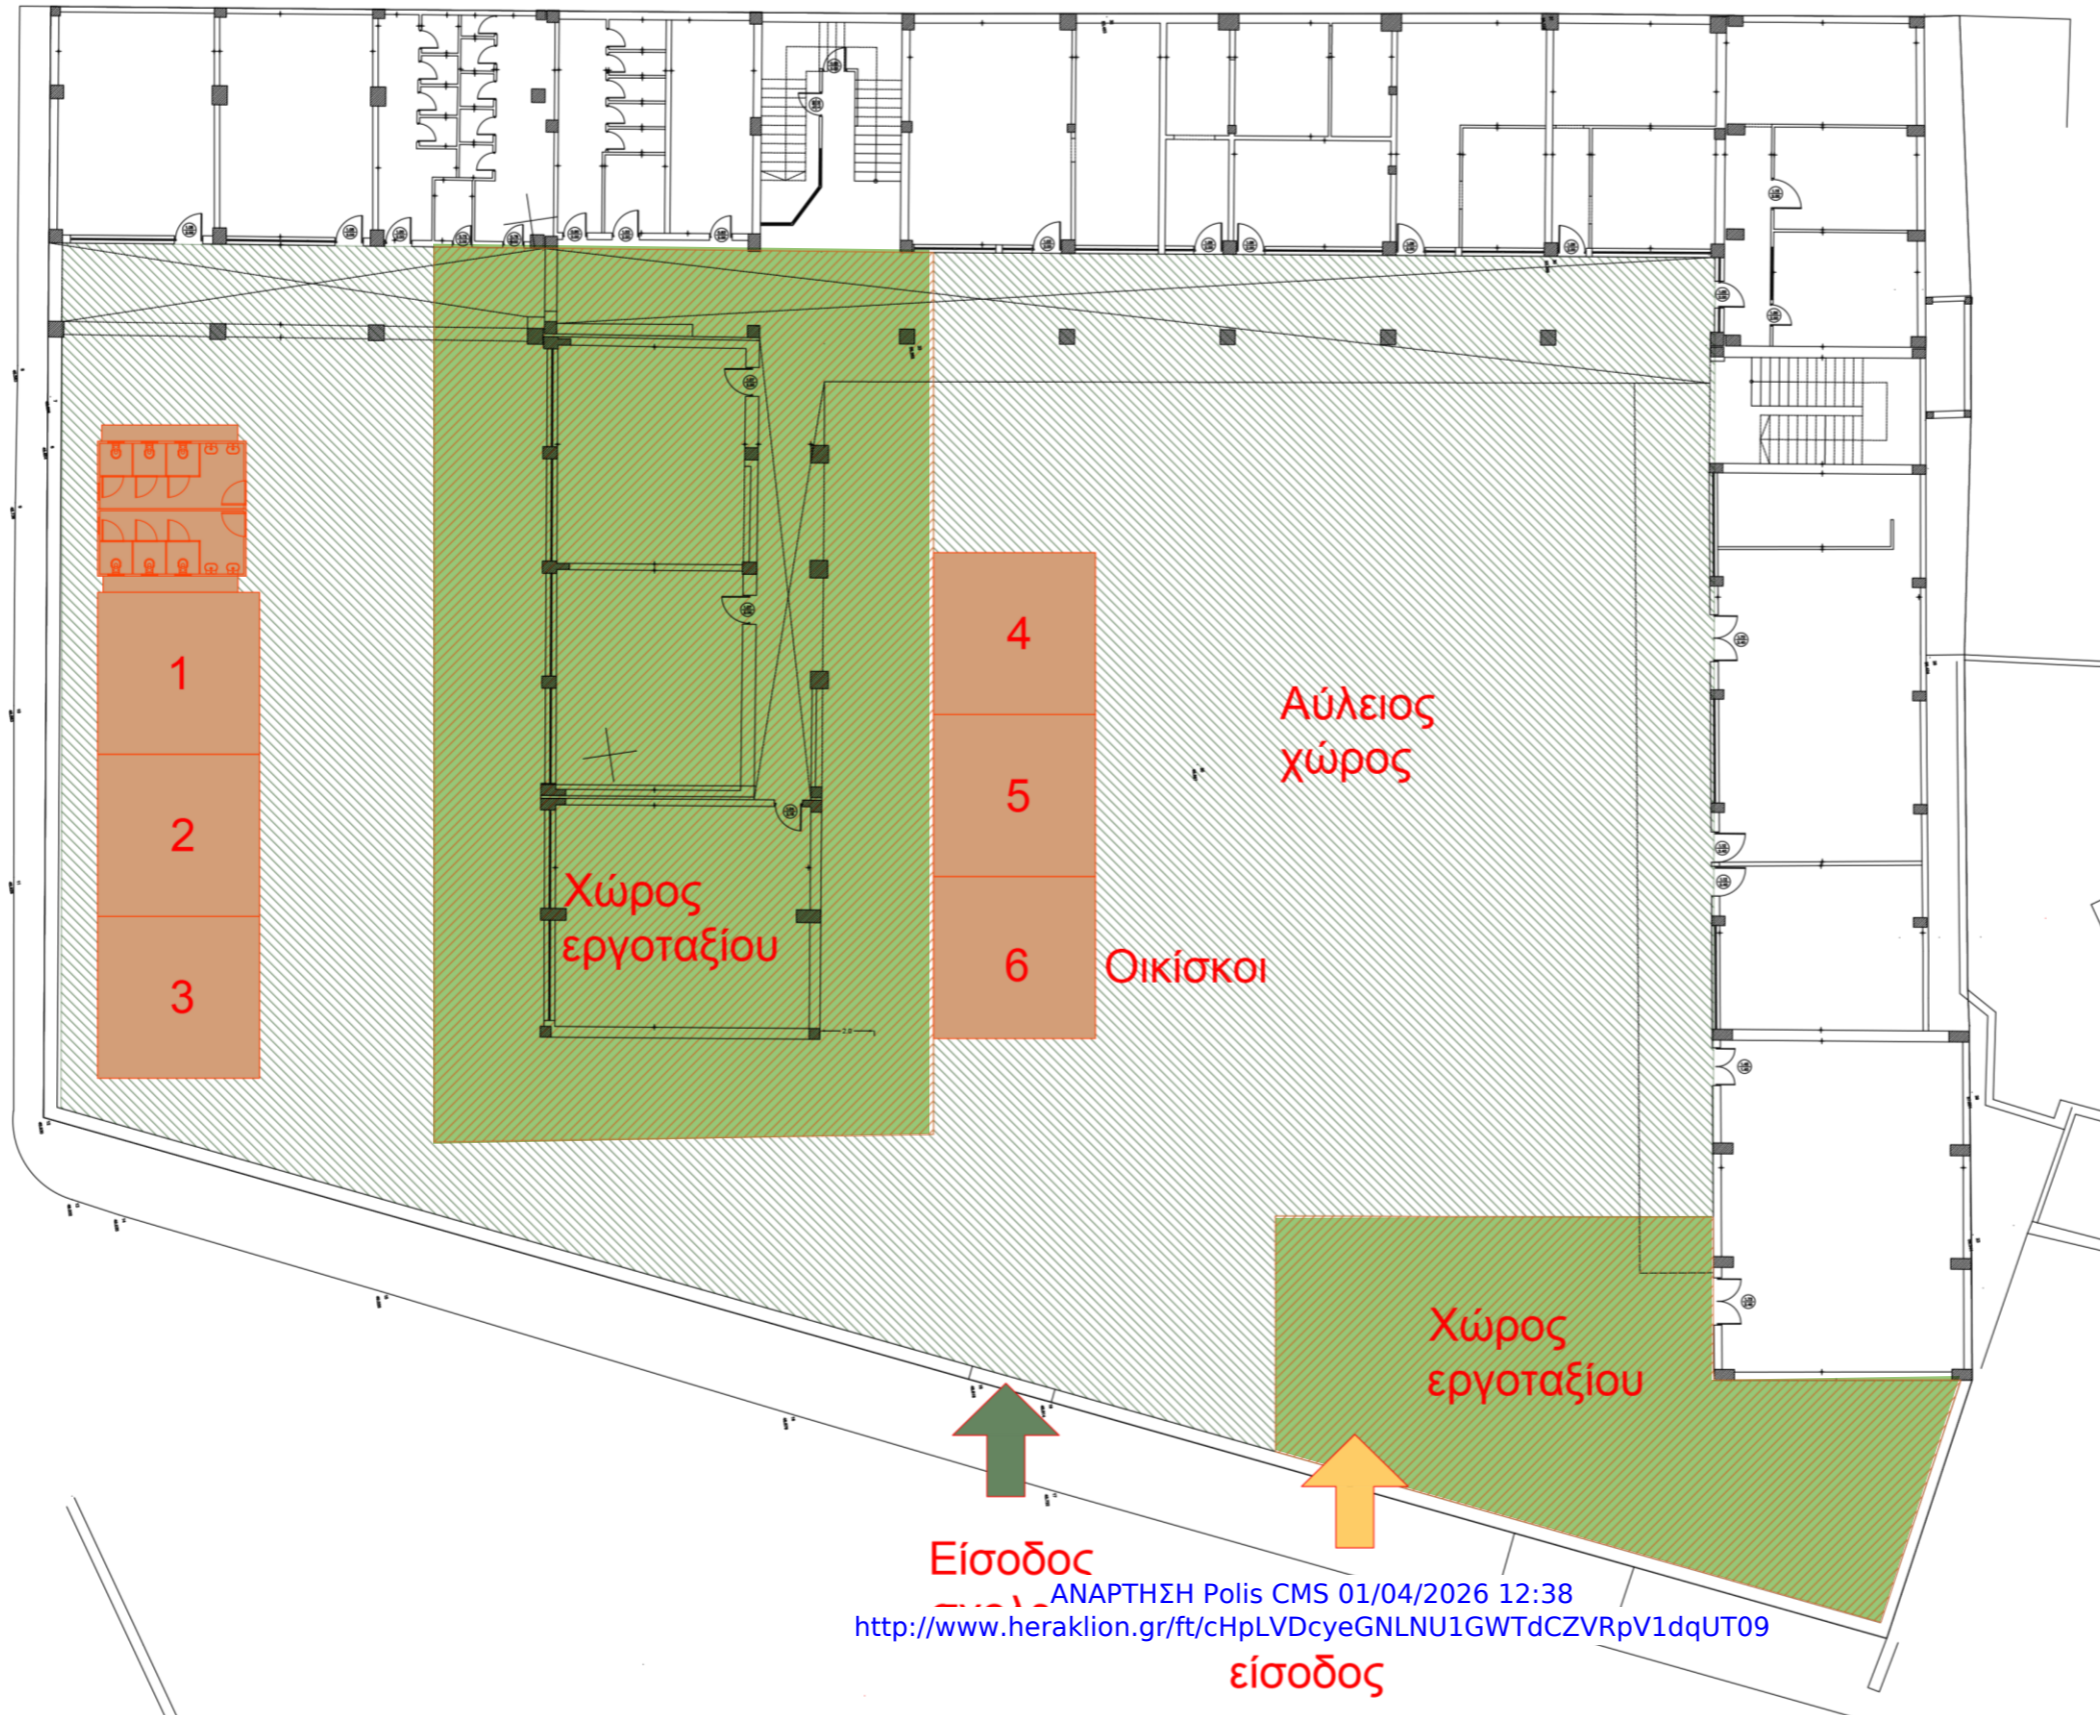 1
2
3
4
5
6
Αύλειος
χώρος
Χώρος
εργοταξίου
Οικίσκοι
Χώρος
εργοταξίου
Είσοδος
ΑΝΑΡΤΗΣΗ Polis CMS 01/04/2026 12:38
http://www.heraklion.gr/ft/cHpLVDcyeGNLNU1GWTdCZVRpV1dqUT09
είσοδος